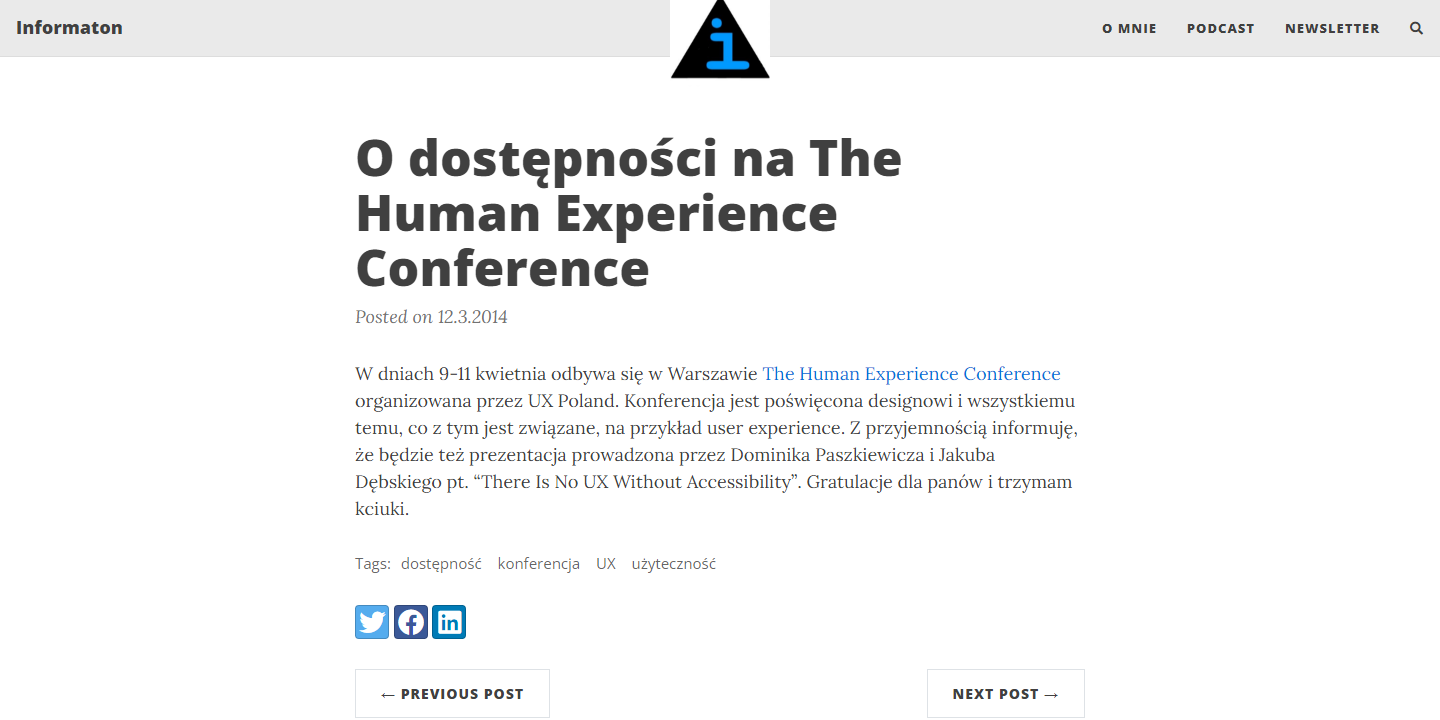 Informaton
i
O MNIE PODCAST NEWSLETTER
O dostępności na The
Human Experience
Conference
Posted on 12.3.2014
W dniach 9-11 kwietnia odbywa się w Warszawie The Human Experience Conference
organizowana przez UX Poland. Konferencja jest poświęcona designowi i wszystkiemu
temu, co z tym jest związane, na przykład user experience. Z przyjemnością informuję,
że będzie też prezentacja prowadzona przez Dominika Paszkiewicza i Jakuba
Dębskiego pt. “There Is No UX Without Accessibility”. Gratulacje dla panów i trzymam
kciuki.
Tags: dostępność konferencja UX użyteczność
← PREVIOUS POST NEXT POST →